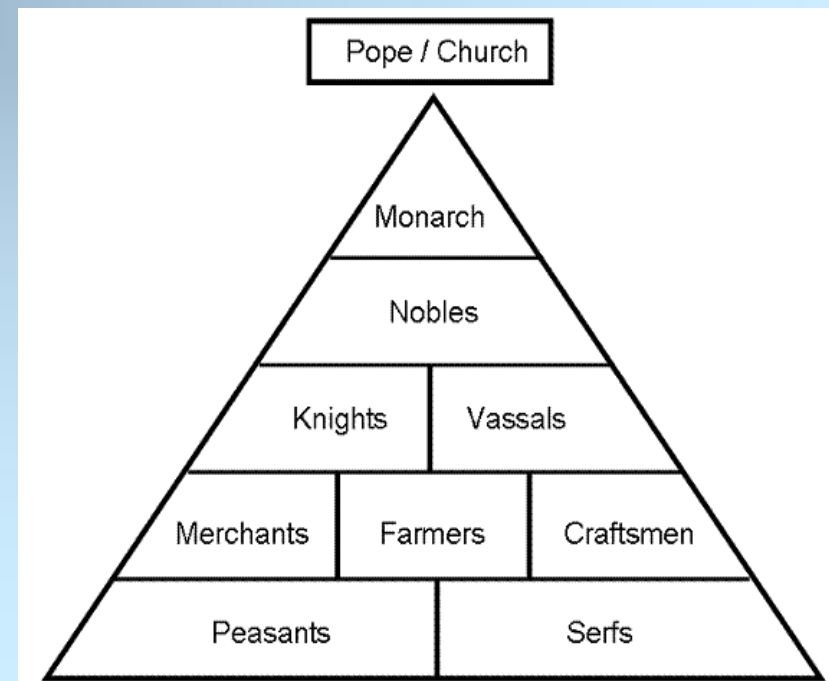 Pope / Church
Monarch
Nobles
Knights Vassals
Merchants Farmers Craftsmen
Peasants Serfs